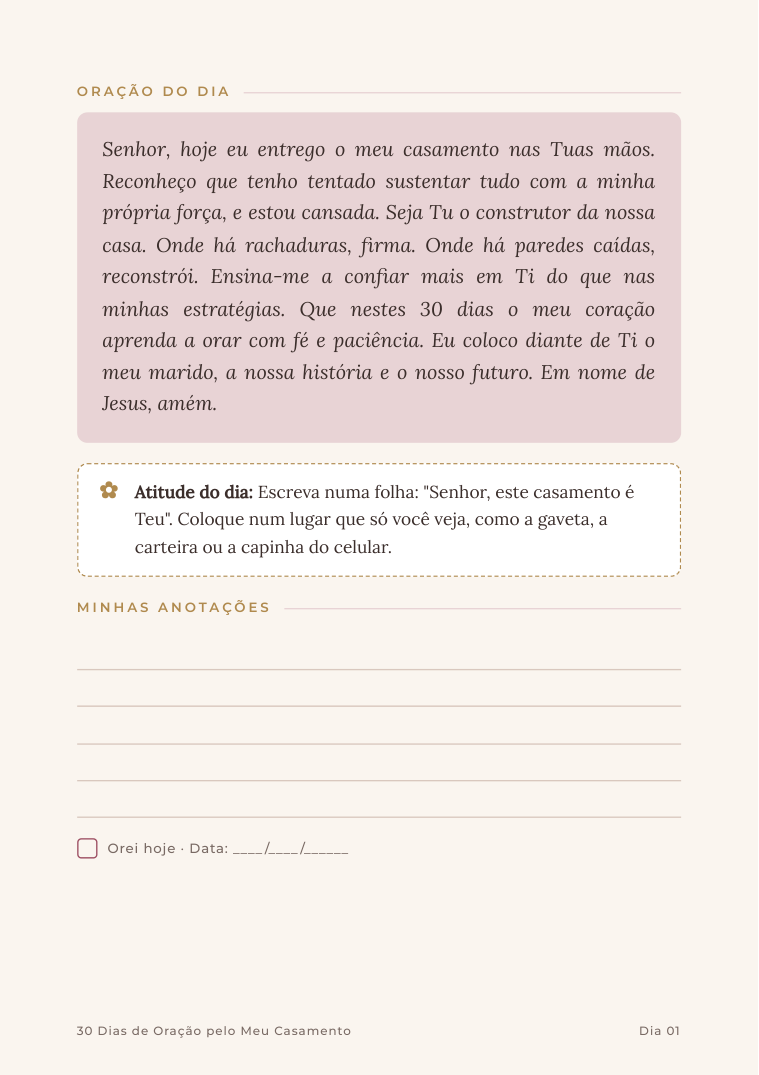 ORAÇÃO DO DIA
Senhor, hoje eu entrego o meu casamento nas Tuas mãos.
Reconheço que tenho tentado sustentar tudo com a minha
própria força, e estou cansada. Seja Tu o construtor da nossa
casa. Onde há rachaduras, firma. Onde há paredes caídas,
reconstrói. Ensina-me a confiar mais em Ti do que nas
minhas estratégias. Que nestes 30 dias o meu coração
aprenda a orar com fé e paciência. Eu coloco diante de Ti o
meu marido, a nossa história e o nosso futuro. Em nome de
Jesus, amém.
Atitude do dia: Escreva numa folha: "Senhor, este casamento é
Teu". Coloque num lugar que só você veja, como a gaveta, a
carteira ou a capinha do celular.
MINHAS ANOTAÇÕES
Orei hoje · Data: ____/____/______
30 Dias de Oração pelo Meu Casamento
Dia 01